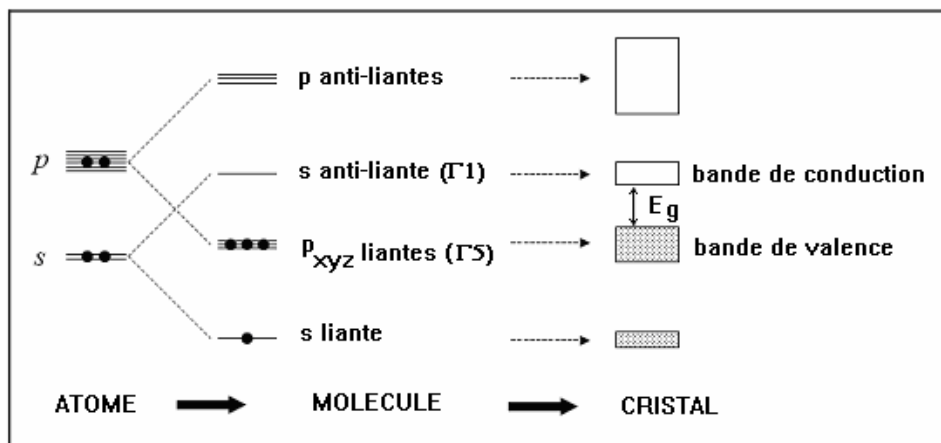 p anti-liantes
p
s anti-liante (Γ1)
bande de conduction
Eg
s
pxyz liantes (Γ5)
bande de valence
s liante
ATOME
MOLECULE
CRISTAL